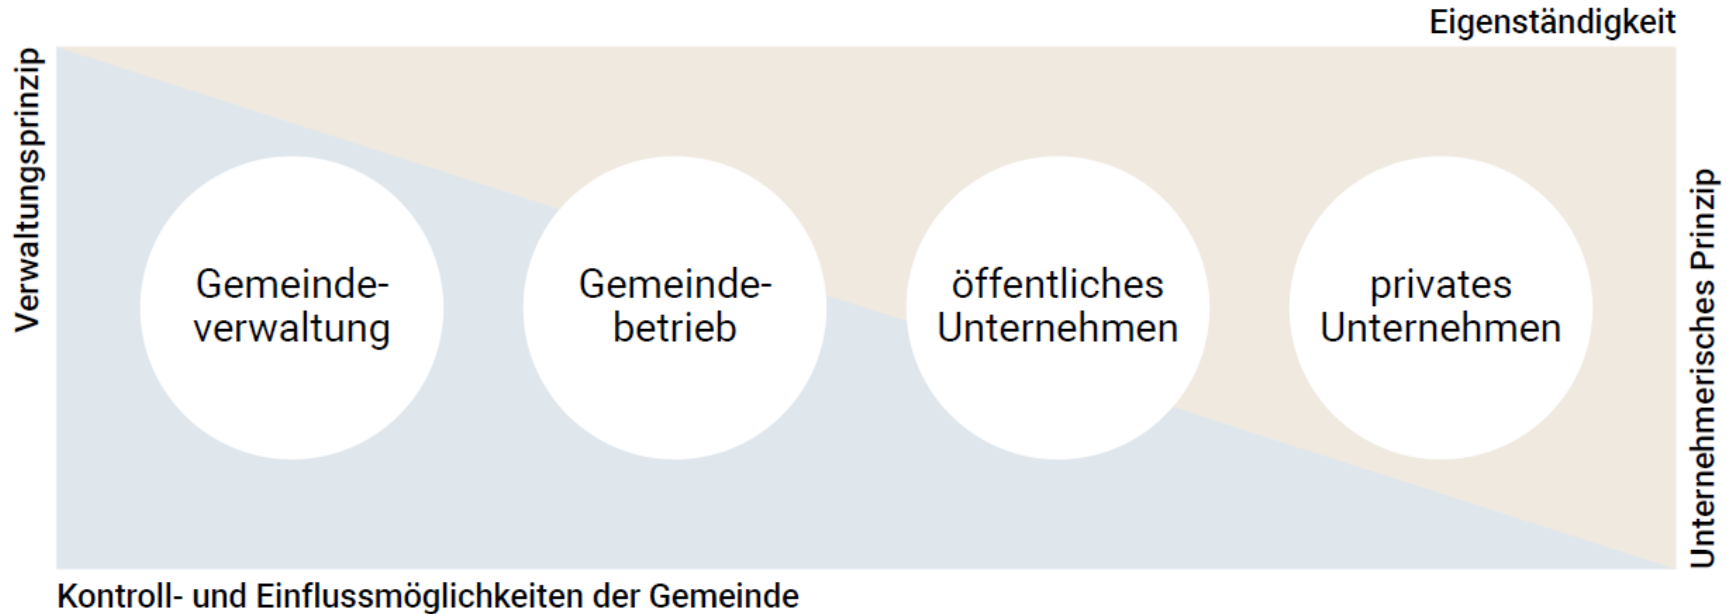 Eigenständigkeit
Verwaltungsprinzip
Gemeinde-
verwaltung
Gemeinde-
betrieb
öffentliches
Unternehmen
privates
Unternehmen
Unternehmerisches Prinzip
Kontroll- und Einflussmöglichkeiten der Gemeinde